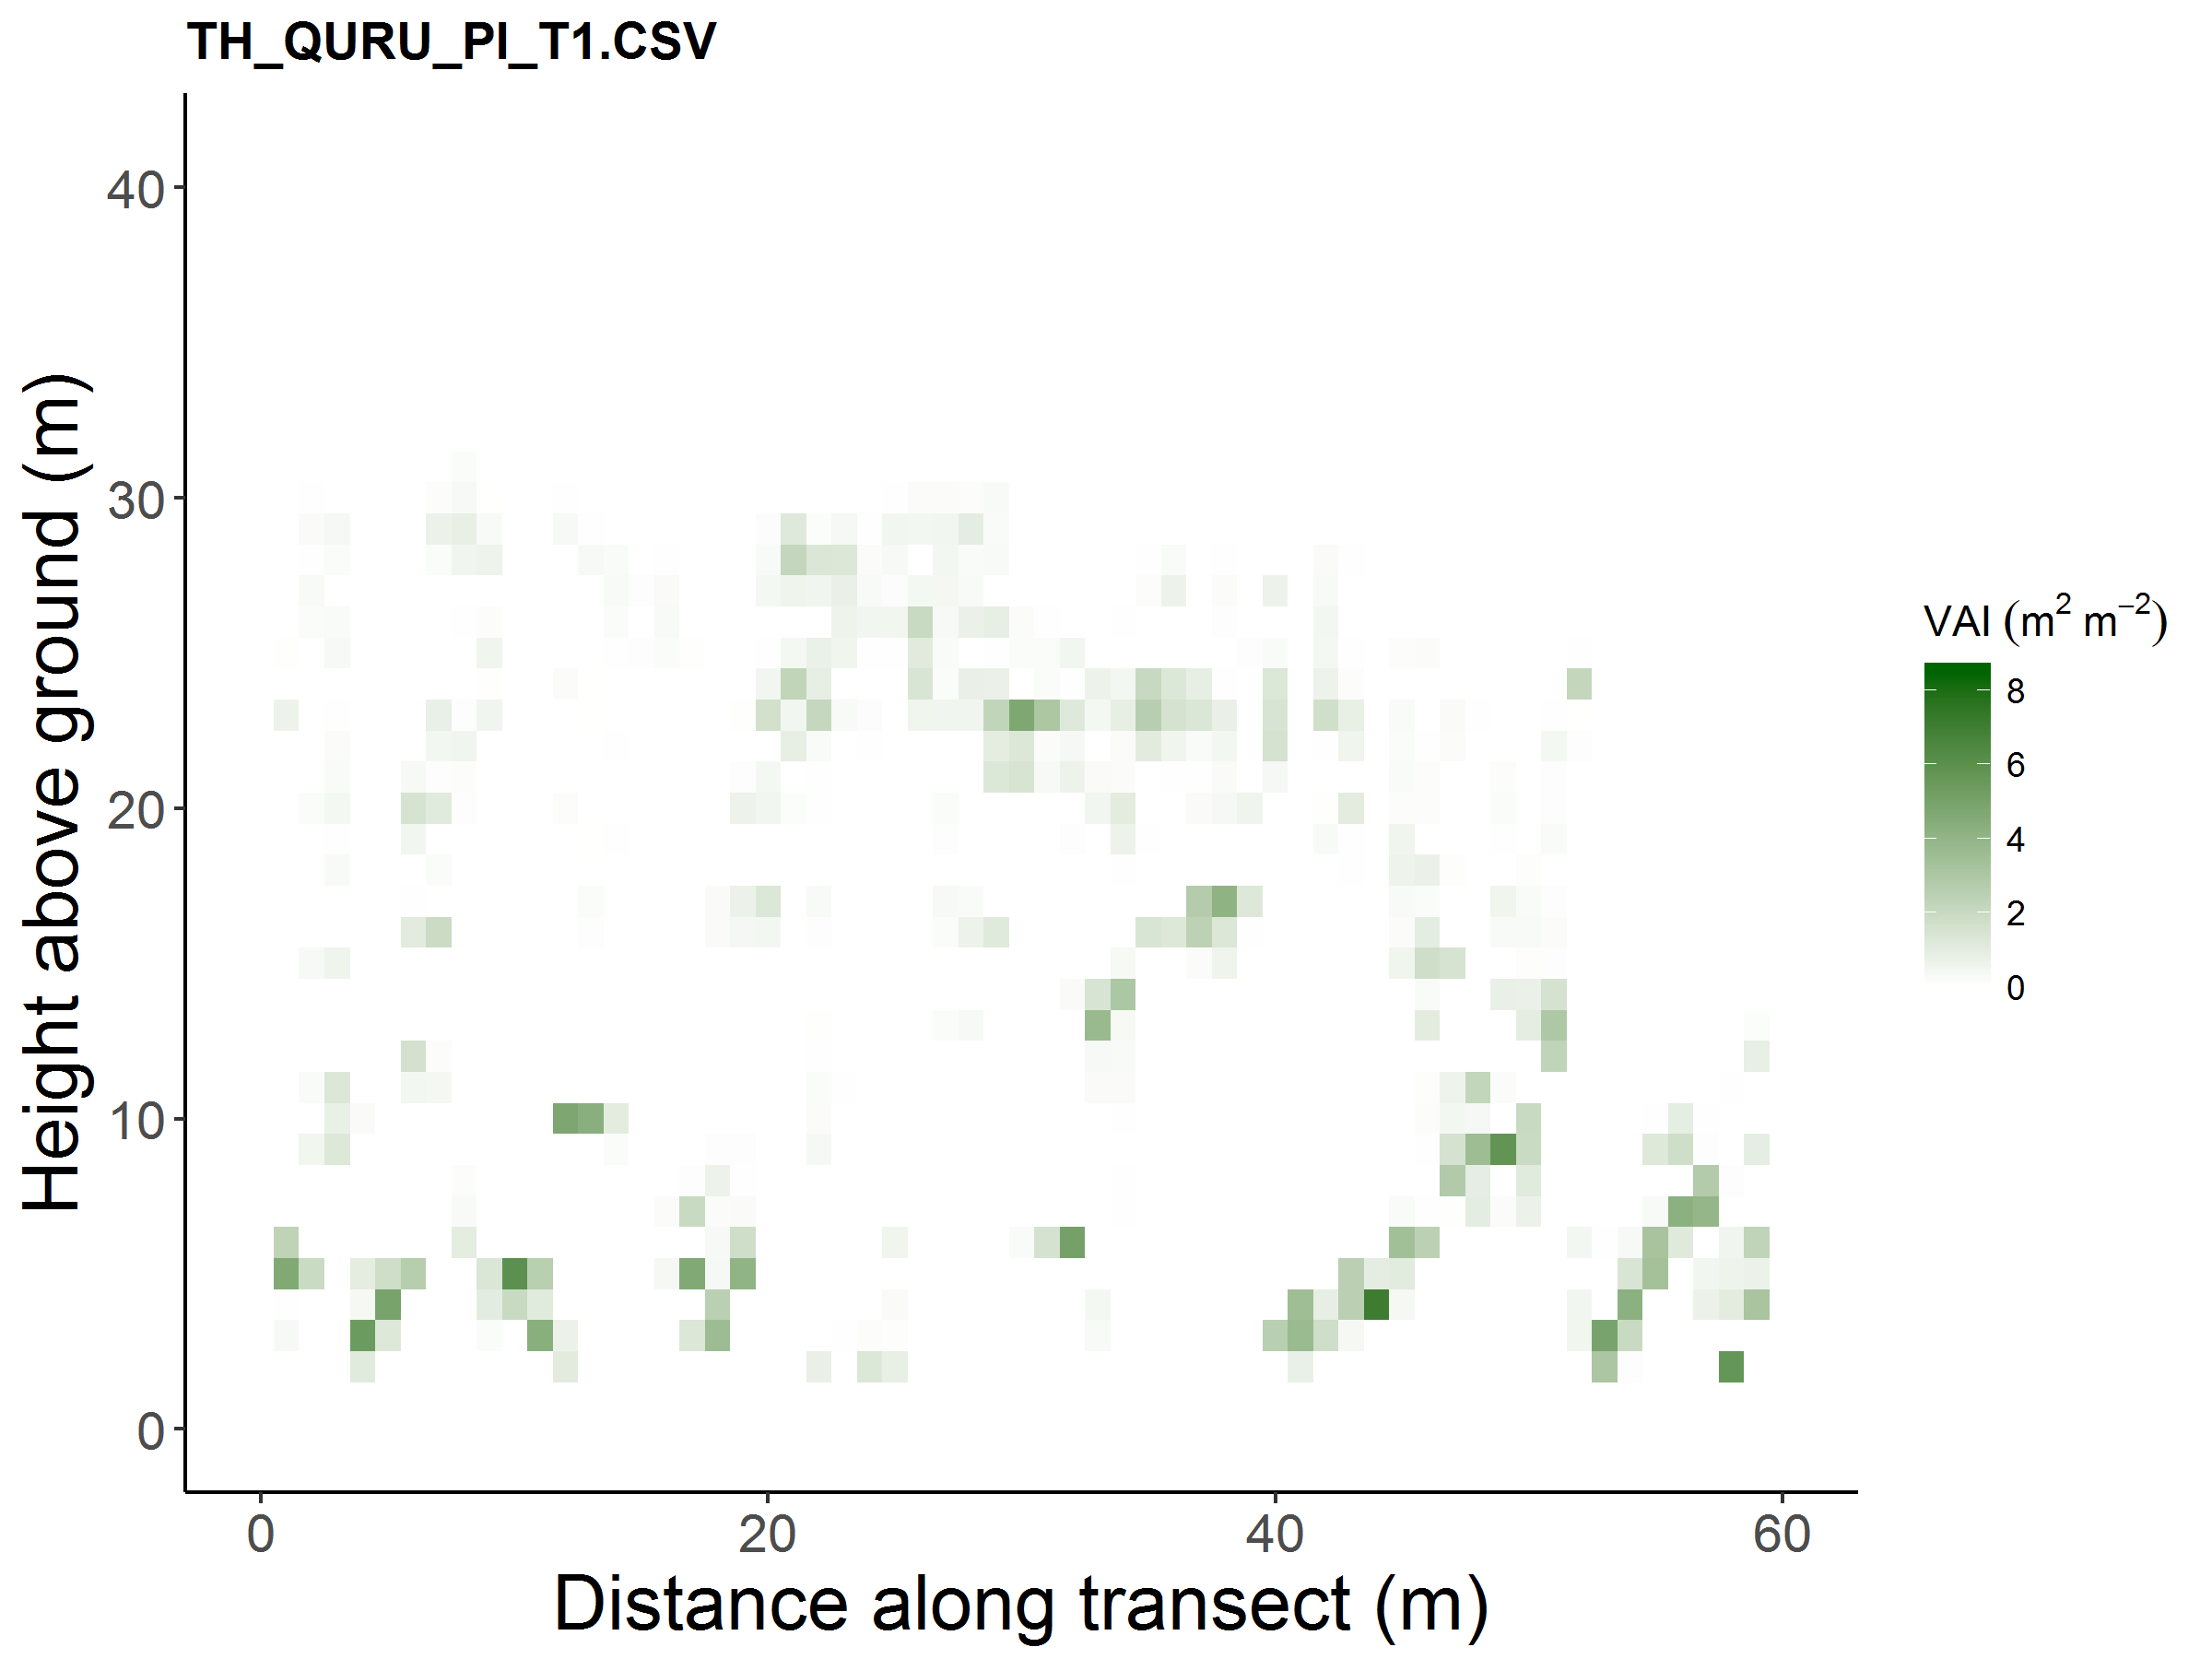 TH_QURU_PI_T1.CSV
Height above ground (m)
40
30
20
10
0
0 20 40 60
Distance along transect (m)
VAI (m² m⁻²)
8
6
4
2
0